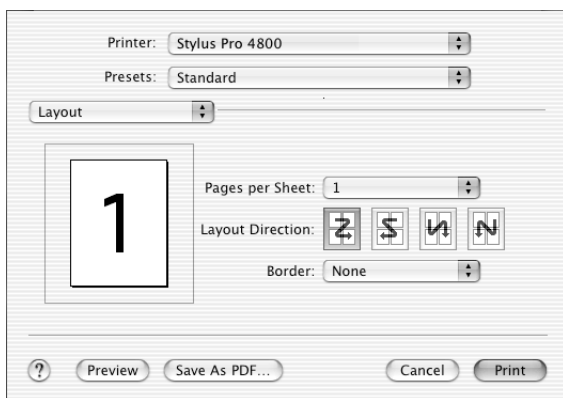 Printer: Stylus Pro 4800
Presets: Standard
Layout
1
Pages per Sheet: 1
Layout Direction:
Border: None
? Preview Save As PDF... Cancel Print